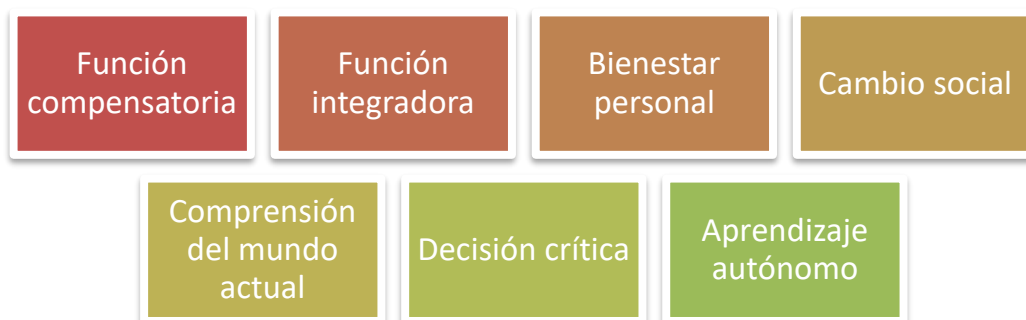 Función
compensatoria
Función
integradora
Bienestar
personal
Cambio social
Comprensión
del mundo
actual
Decisión crítica
Aprendizaje
autónomo